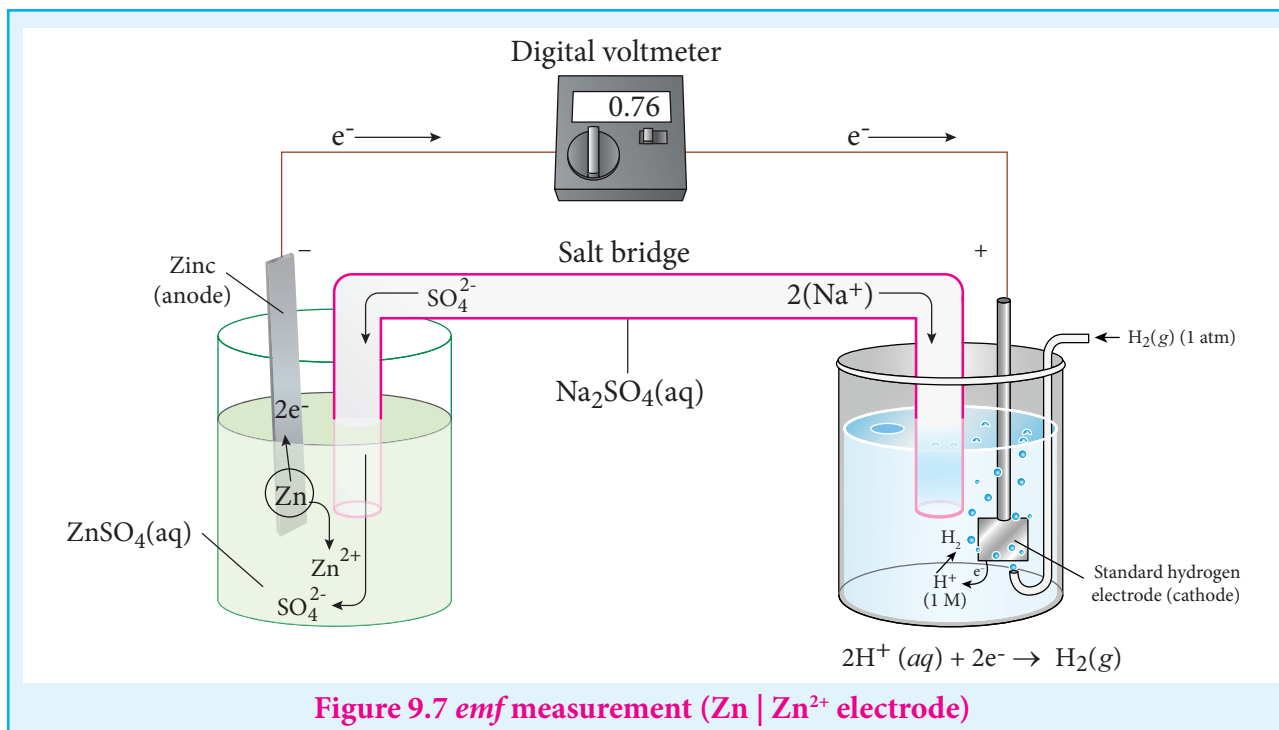 Digital voltmeter
0.76
e⁻
e⁻
−
+
Zinc
(anode)
Salt bridge
SO₄²⁻
2(Na⁺)
H₂(g) (1 atm)
Na₂SO₄(aq)
2e⁻
Zn
ZnSO₄(aq)
Zn²⁺
SO₄²⁻
H₂
e⁻
H⁺
(1 M)
Standard hydrogen
electrode (cathode)
2H⁺ (aq) + 2e⁻ → H₂(g)
Figure 9.7 emf measurement (Zn | Zn²⁺ electrode)